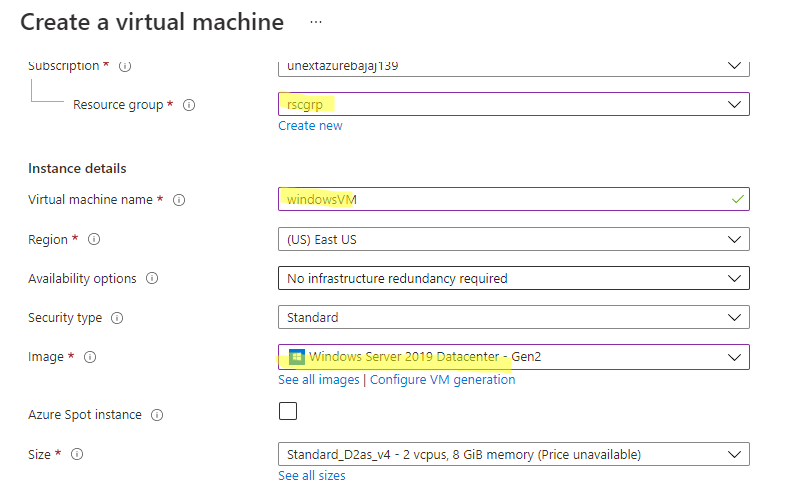 Create a virtual machine ...
Subscription * unextazurebajaj139
Resource group * rscgrp
Create new
Instance details
Virtual machine name * windowsVM
Region * (US) East US
Availability options No infrastructure redundancy required
Security type Standard
Image * Windows Server 2019 Datacenter - Gen2
See all images | Configure VM generation
Azure Spot instance
Size * Standard_D2as_v4 - 2 vcpus, 8 GiB memory (Price unavailable)
See all sizes